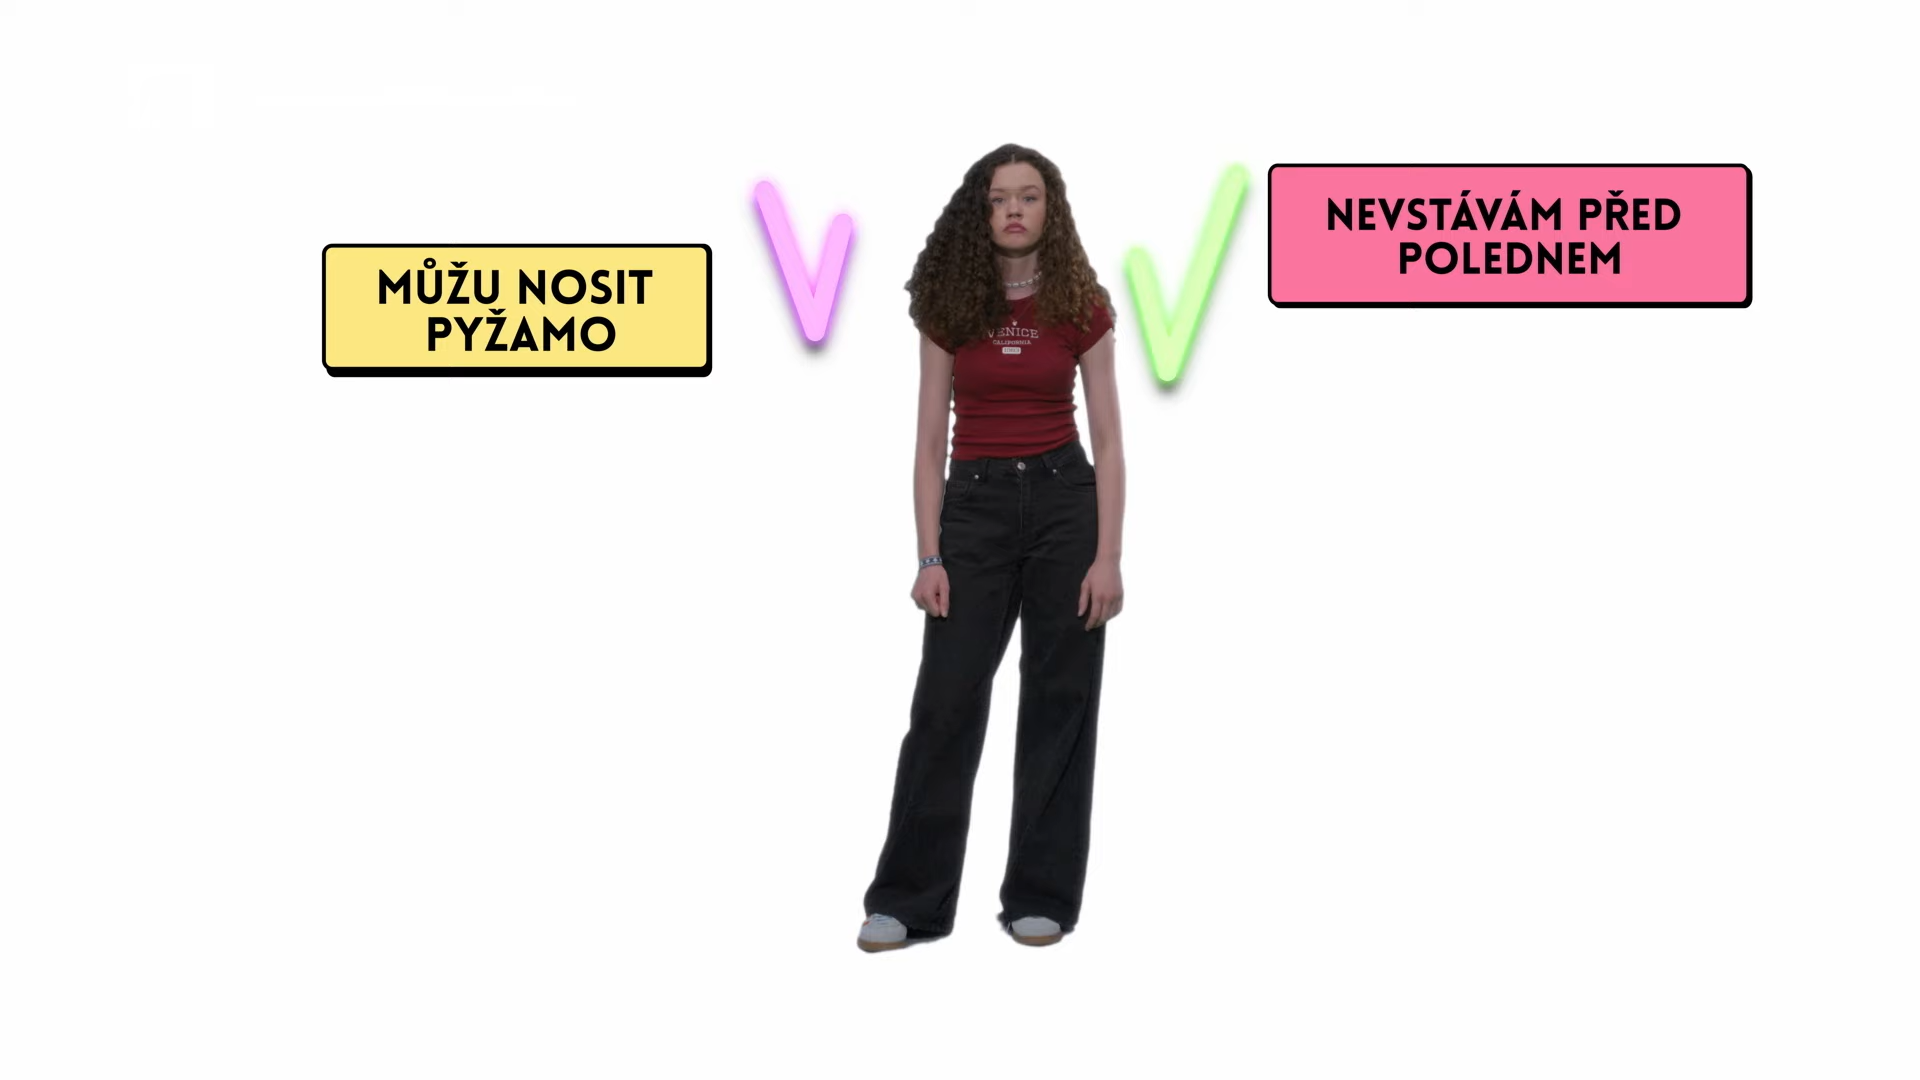 MŮŽU NOSIT
PYŽAMO
NEVSTÁVÁM PŘED
POLEDNEM
VENICE
CALIFORNIA